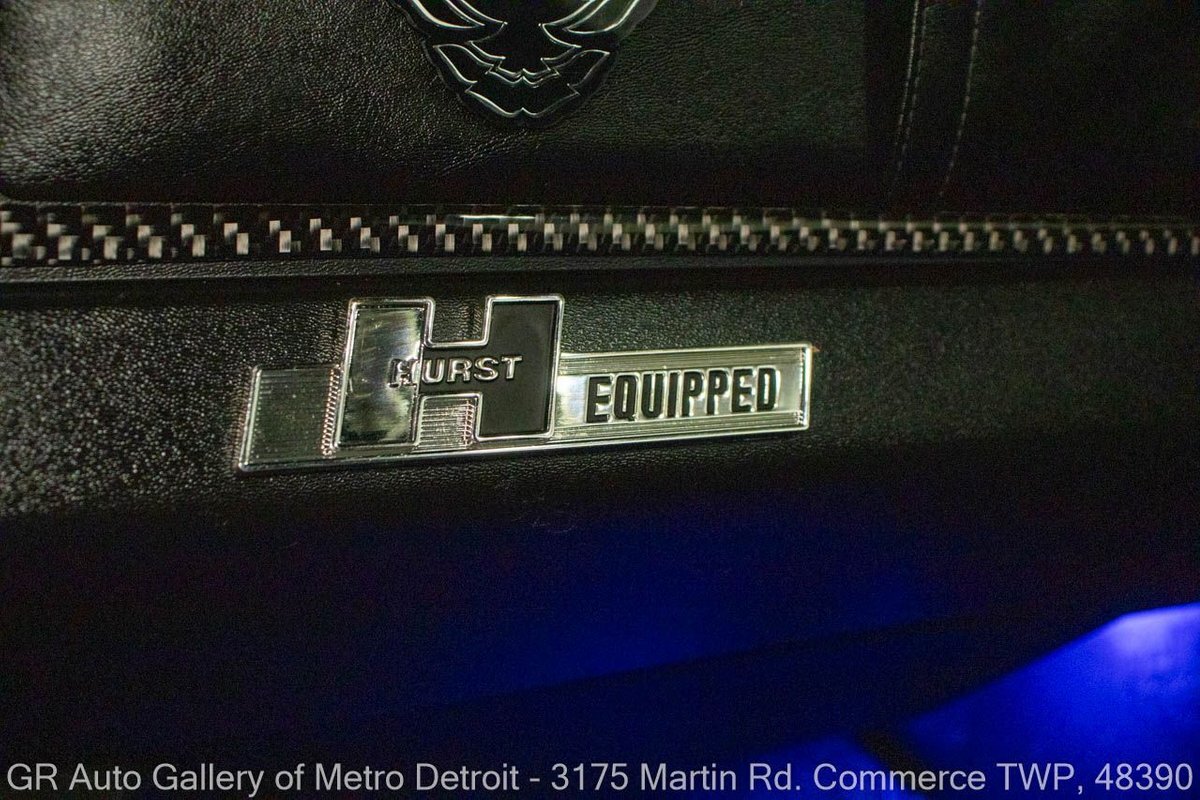 HURST
EQUIPPED
GR Auto Gallery of Metro Detroit - 3175 Martin Rd. Commerce TWP, 48390